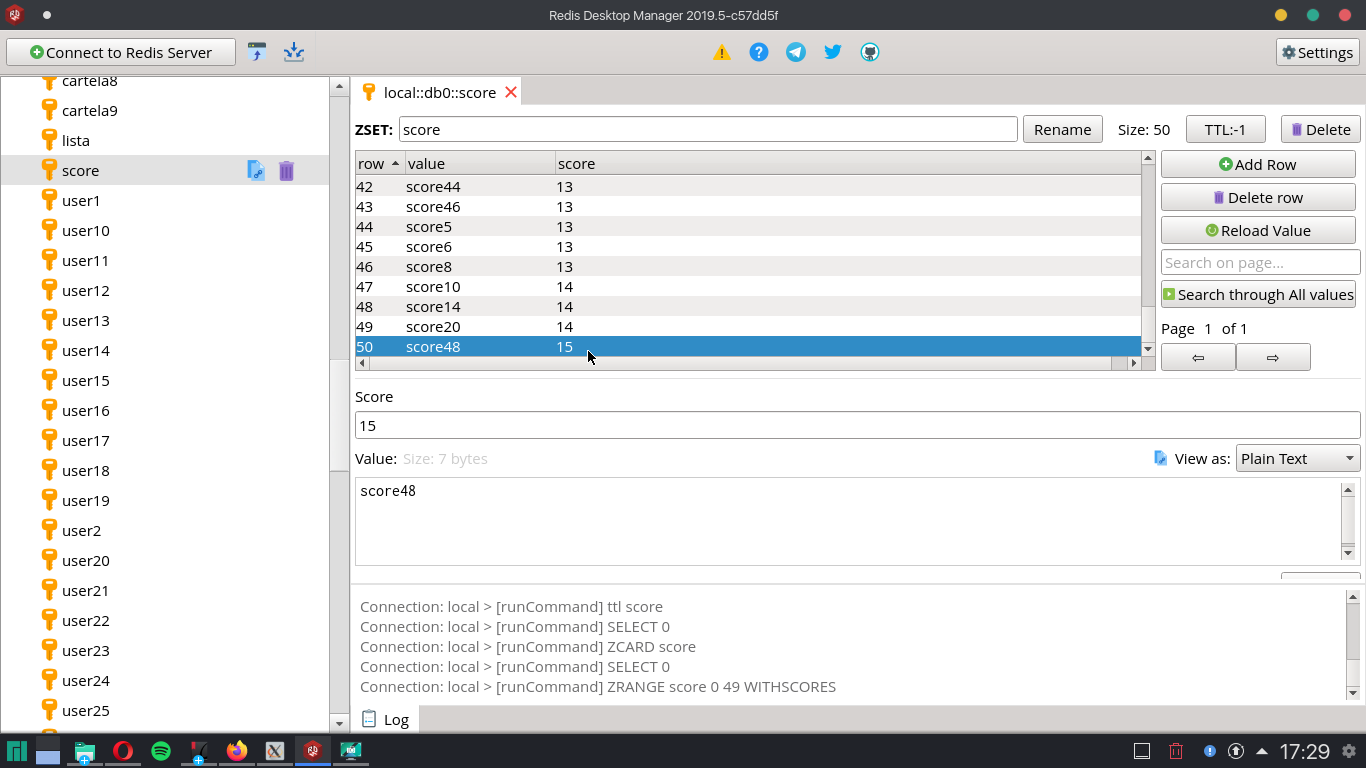 Redis Desktop Manager 2019.5-c57dd5f
Connect to Redis Server
Settings
cartela8
cartela9
lista
score
user1
user10
user11
user12
user13
user14
user15
user16
user17
user18
user19
user2
user20
user21
user22
user23
user24
user25
local::db0::score
ZSET: score Rename Size: 50 TTL:-1 Delete
row value score
42 score44 13
43 score46 13
44 score5 13
45 score6 13
46 score8 13
47 score10 14
48 score14 14
49 score20 14
50 score48 15
Add Row
Delete row
Reload Value
Search on page...
Search through All values
Page 1 of 1
Score
15
Value: Size: 7 bytes View as: Plain Text
score48
Connection: local > [runCommand] ttl score
Connection: local > [runCommand] SELECT 0
Connection: local > [runCommand] ZCARD score
Connection: local > [runCommand] SELECT 0
Connection: local > [runCommand] ZRANGE score 0 49 WITHSCORES
Log
17:29